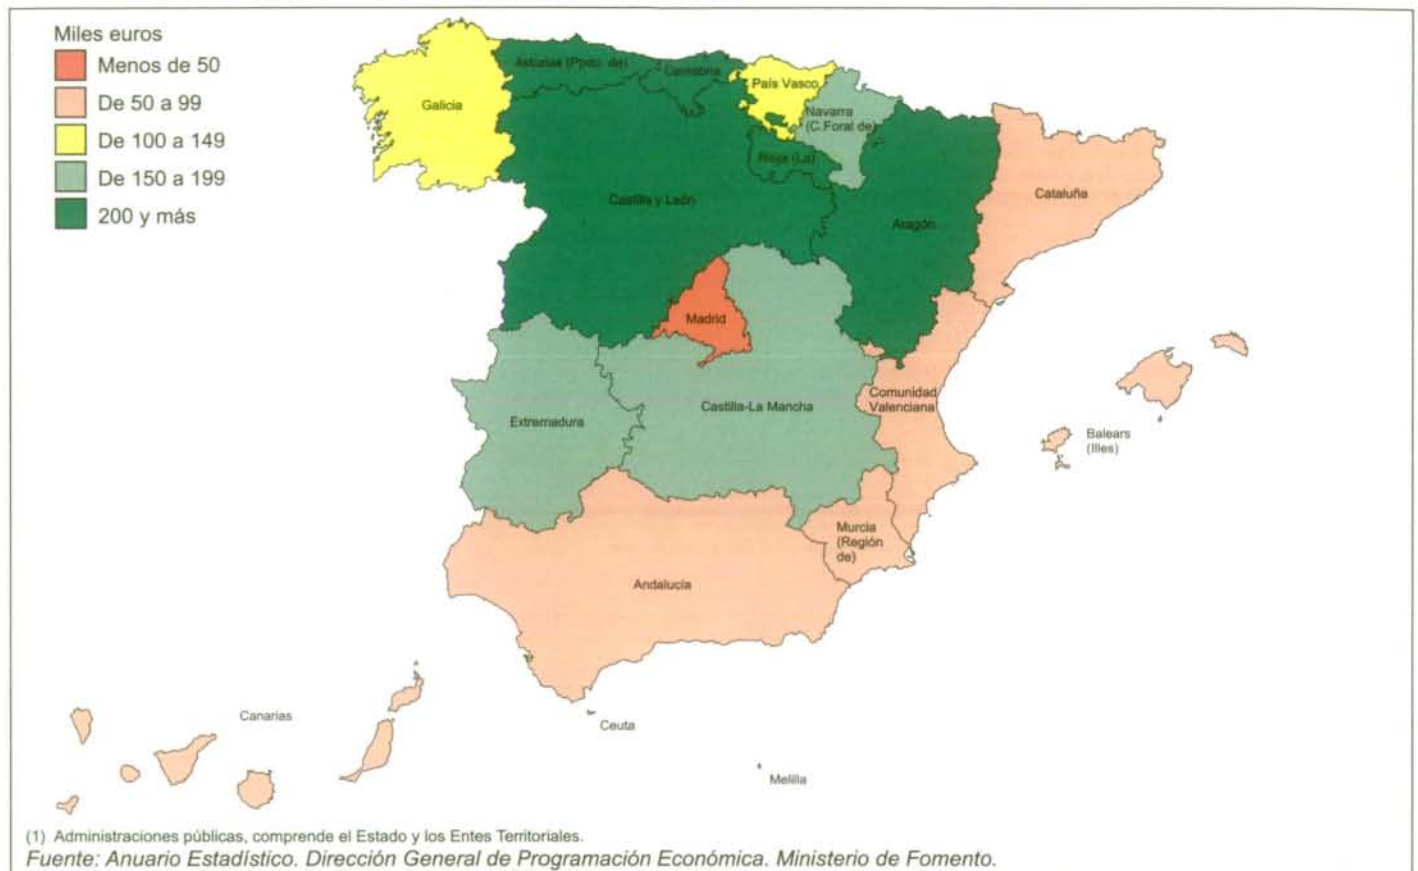 Miles euros
Menos de 50
De 50 a 99
De 100 a 149
De 150 a 199
200 y más
Asturias (Ppdo. de)
Cantabria
País Vasco
Galicia
Navarra
(C.Foral de)
Rioja (La)
Castilla y León
Aragón
Cataluña
Madrid
Comunidad
Valenciana
Castilla-La Mancha
Extremadura
Balears
(Illes)
Murcia
(Región
de)
Andalucía
Canarias
Ceuta
Melilla
(1) Administraciones públicas, comprende el Estado y los Entes Territoriales.
Fuente: Anuario Estadístico. Dirección General de Programación Económica. Ministerio de Fomento.